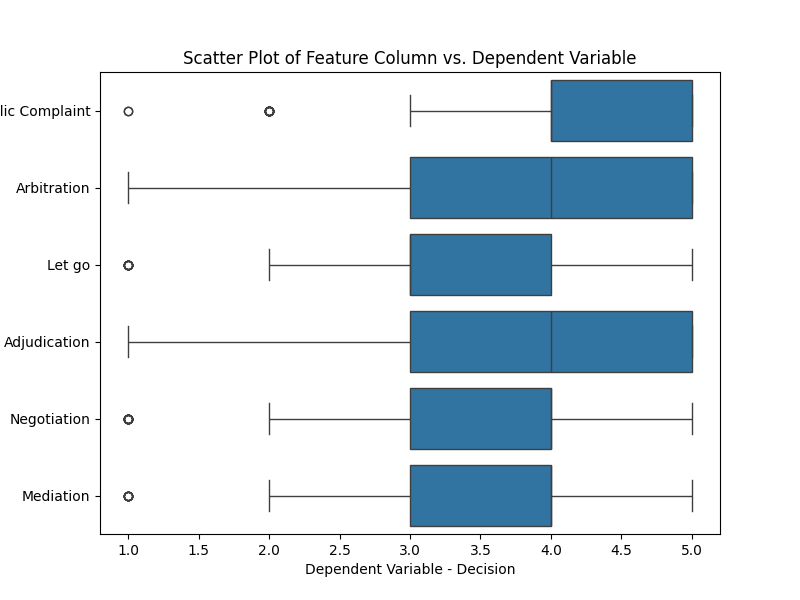 Scatter Plot of Feature Column vs. Dependent Variable
lic Complaint
Arbitration
Let go
Adjudication
Negotiation
Mediation
1.0 1.5 2.0 2.5 3.0 3.5 4.0 4.5 5.0
Dependent Variable - Decision